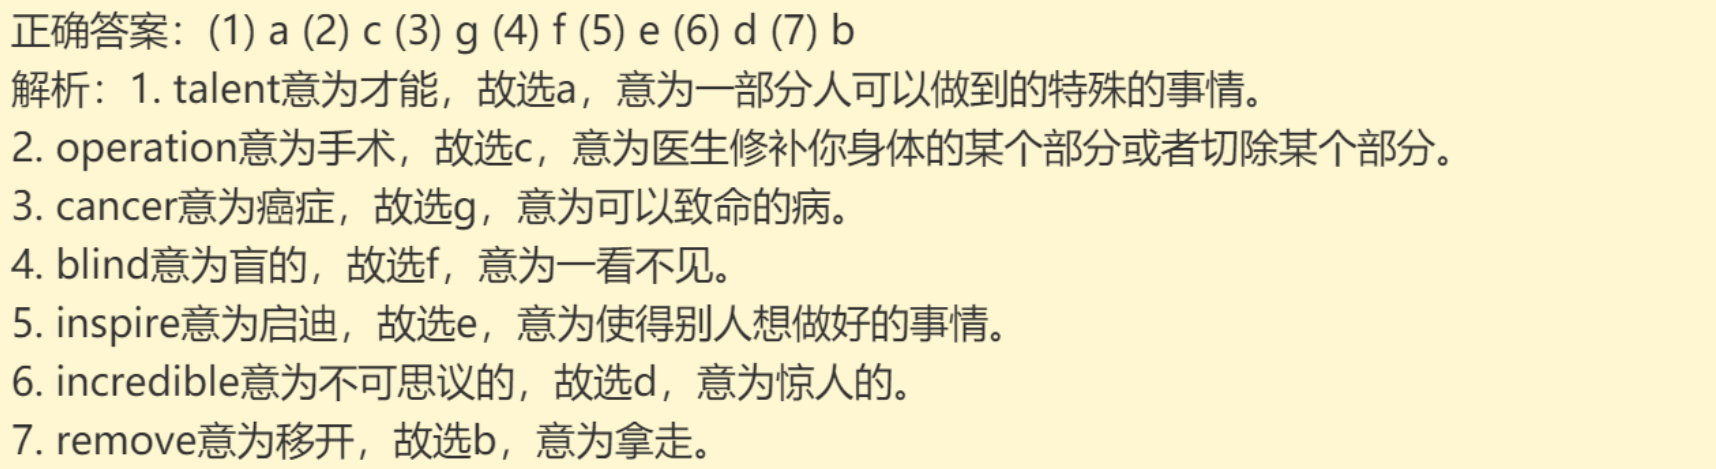 正确答案：(1) a (2) c (3) g (4) f (5) e (6) d (7) b
解析：1. talent意为才能，故选a，意为一部分人可以做到的特殊的事情。
2. operation意为手术，故选c，意为医生修补你身体的某个部分或者切除某个部分。
3. cancer意为癌症，故选g，意为可以致命的病。
4. blind意为盲的，故选f，意为一看不见。
5. inspire意为启迪，故选e，意为使得别人想做好的事情。
6. incredible意为不可思议的，故选d，意为惊人的。
7. remove意为移开，故选b，意为拿走。